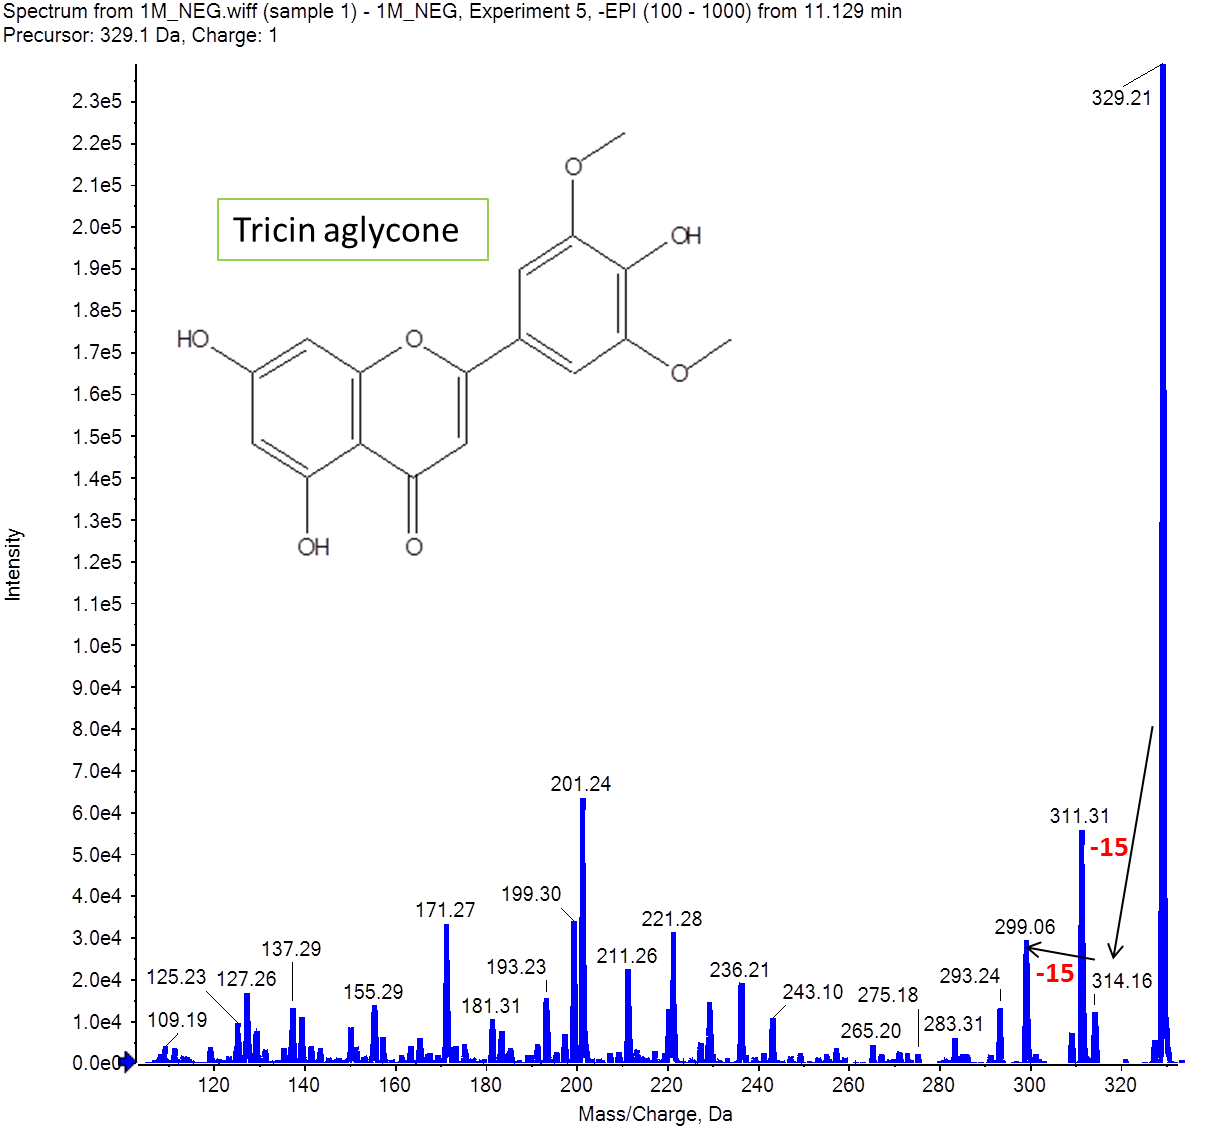 Spectrum from 1M_NEG.wiff (sample 1) - 1M_NEG, Experiment 5, -EPI (100 - 1000) from 11.129 min
Precursor: 329.1 Da, Charge: 1
2.3e5
2.2e5
2.1e5
2.0e5
1.9e5
1.8e5
1.7e5
1.6e5
1.5e5
1.4e5
1.3e5
1.2e5
1.1e5
1.0e5
9.0e4
8.0e4
7.0e4
6.0e4
5.0e4
4.0e4
3.0e4
2.0e4
1.0e4
0.0e0
Intensity
Tricin aglycone
O
OH
HO
O
O
OH
O
329.21
201.24
311.31
-15
199.30
171.27
221.28
299.06
137.29
211.26
125.23
127.26
193.23
236.21
293.24
-15
314.16
155.29
181.31
243.10
275.18
109.19
265.20
283.31
120
140
160
180
200
220
240
260
280
300
320
Mass/Charge, Da